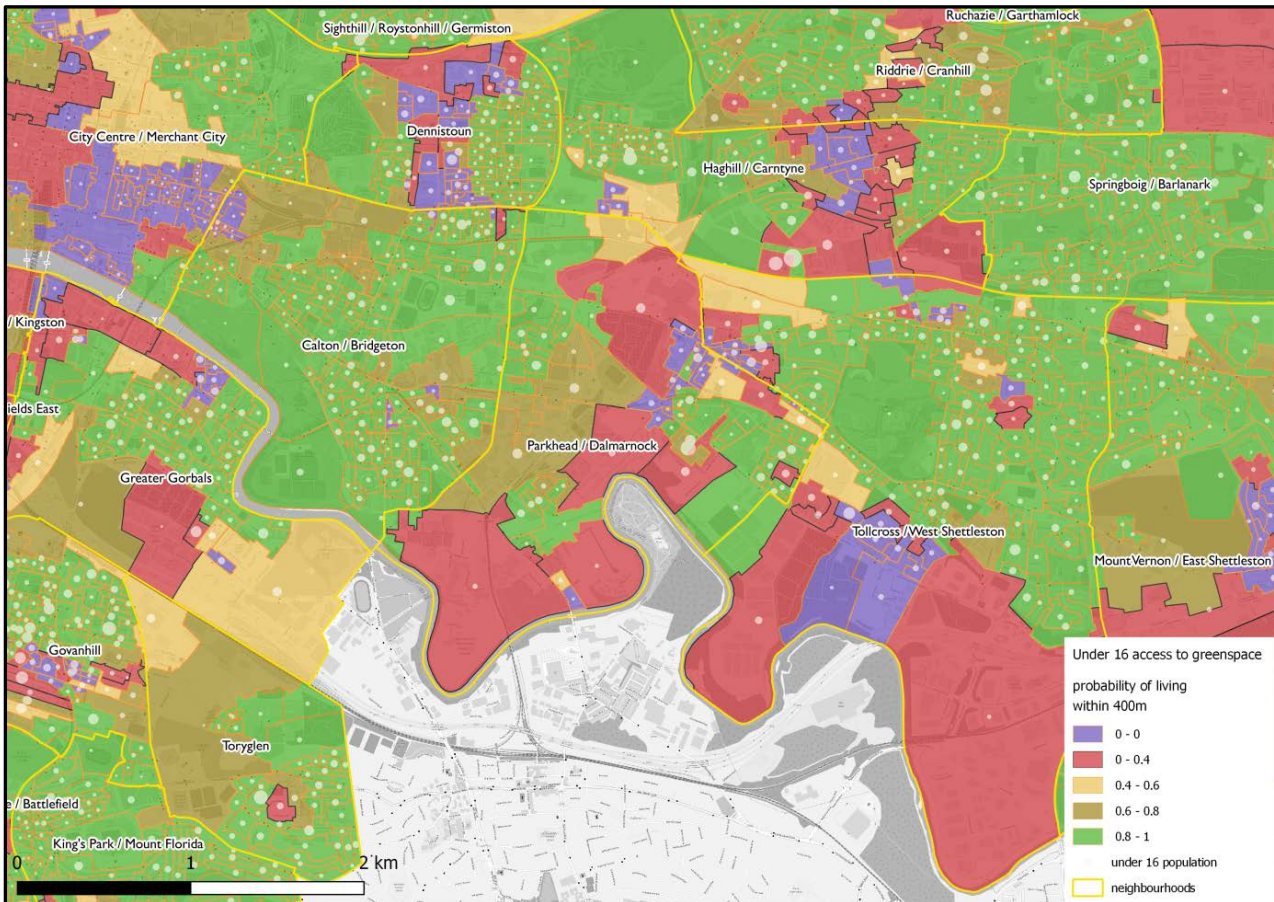 Ruchazie / Garthamlock
Sighthill / Roystonhill / Germiston
Riddrie / Cranhill
Dennistoun
City Centre / Merchant City
Haghill / Carntyne
Springboig / Barlanark
/ Kingston
Calton / Bridgeton
ields East
Parkhead / Dalmarnock
Greater Gorbals
Tollcross /West Shettleston
Mount Vernon / East Shettleston
Govanhill
Toryglen
e / Battlefield
King's Park / Mount Florida
0 1 2 km
Under 16 access to greenspace
probability of living
within 400m
0 - 0
0 - 0.4
0.4 - 0.6
0.6 - 0.8
0.8 - 1
under 16 population
neighbourhoods